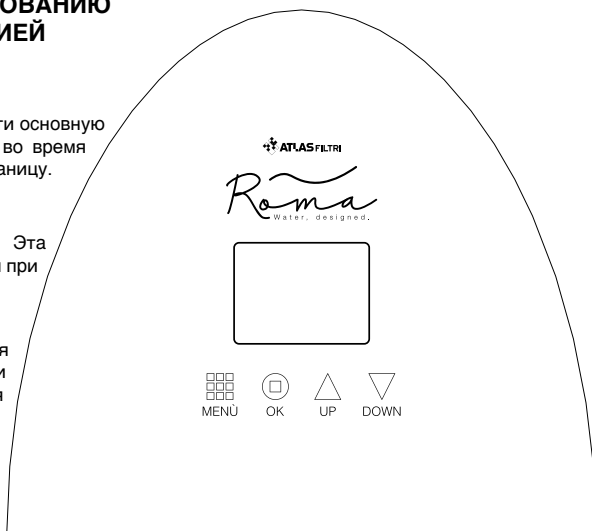 ОВАНИЮ
ИЕЙ
ти основную
во время
аницу.
Эта
при
я
и
я
ATLAS FILTRI
Roma
Water, designed.
MENÙ OK UP DOWN